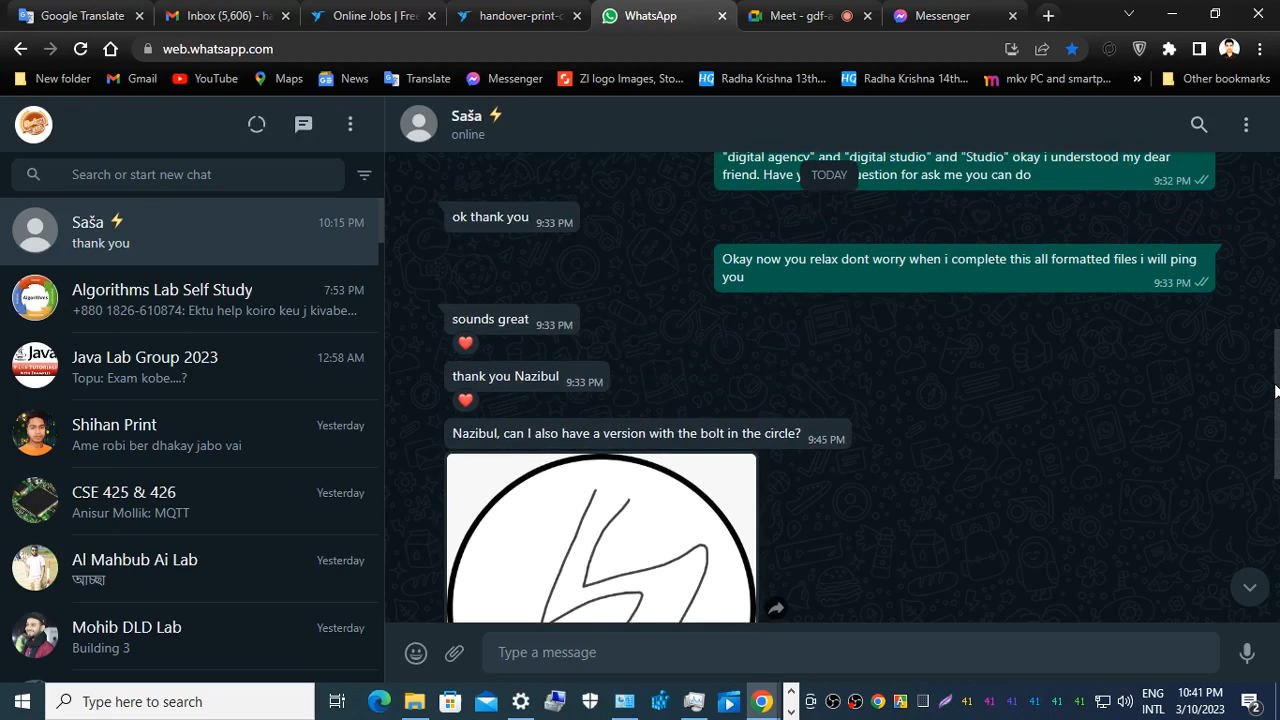 Google Translate
Inbox (5,606) - ha
Online Jobs | Free
handover-print-c
WhatsApp
Meet - gdf-a
Messenger
web.whatsapp.com
New folder
Gmail
YouTube
Maps
News
Translate
Messenger
ZI logo Images, Sto...
Radha Krishna 13th...
Radha Krishna 14th...
mkv PC and smartp...
Other bookmarks
Saša
online
Search or start new chat
Saša
10:15 PM
thank you
Algorithms Lab Self Study
7:53 PM
+880 1826-610874: Ektu help koiro keu j kivabe...
Java Lab Group 2023
12:58 AM
Topu: Exam kobe....?
Shihan Print
Yesterday
Ame robi ber dhakay jabo vai
CSE 425 & 426
Yesterday
Anisur Mollik: MQTT
Al Mahbub Ai Lab
Yesterday
আচ্ছা
Mohib DLD Lab
Yesterday
Building 3
"digital agency" and "digital studio" and "Studio" okay i understood my dear
friend. Have uestion for ask me you can do
9:32 PM
TODAY
ok thank you
9:33 PM
Okay now you relax dont worry when i complete this all formatted files i will ping
you
9:33 PM
sounds great
9:33 PM
thank you Nazibul
9:33 PM
Nazibul, can I also have a version with the bolt in the circle?
9:45 PM
Type a message
Type here to search
41 41 41 41 41 41
ENG
INTL
10:41 PM
3/10/2023
2